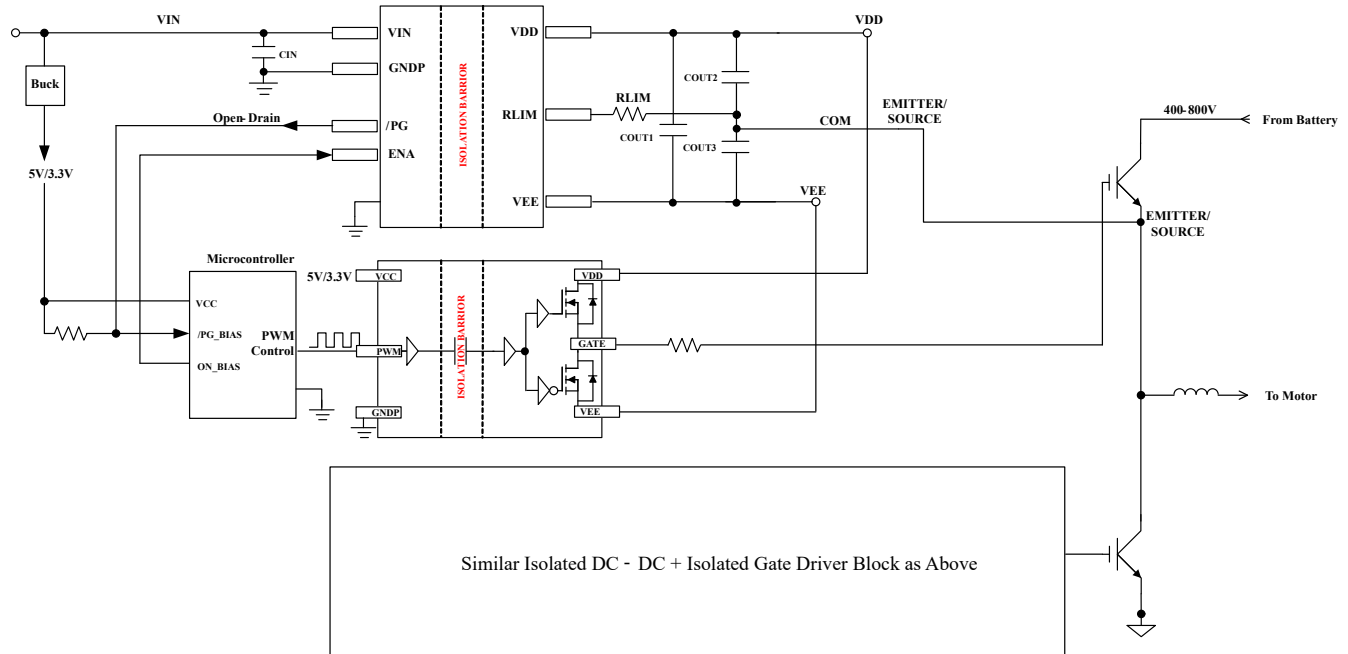 VIN
CIN
Buck
5V/3.3V
Open-Drain
VIN
GNDP
/PG
ENA
ISOLATION BARRIER
VDD
RLIM
VEE
RLIM
COUT1
COUT2
COUT3
VDD
COM
VEE
EMITTER/
SOURCE
400-800V
From Battery
EMITTER/
SOURCE
Microcontroller
VCC
/PG_BIAS
ON_BIAS
PWM
Control
5V/3.3V
VCC
PWM
GNDP
ISOLATION BARRIER
VDD
GATE
VEE
To Motor
Similar Isolated DC - DC + Isolated Gate Driver Block as Above